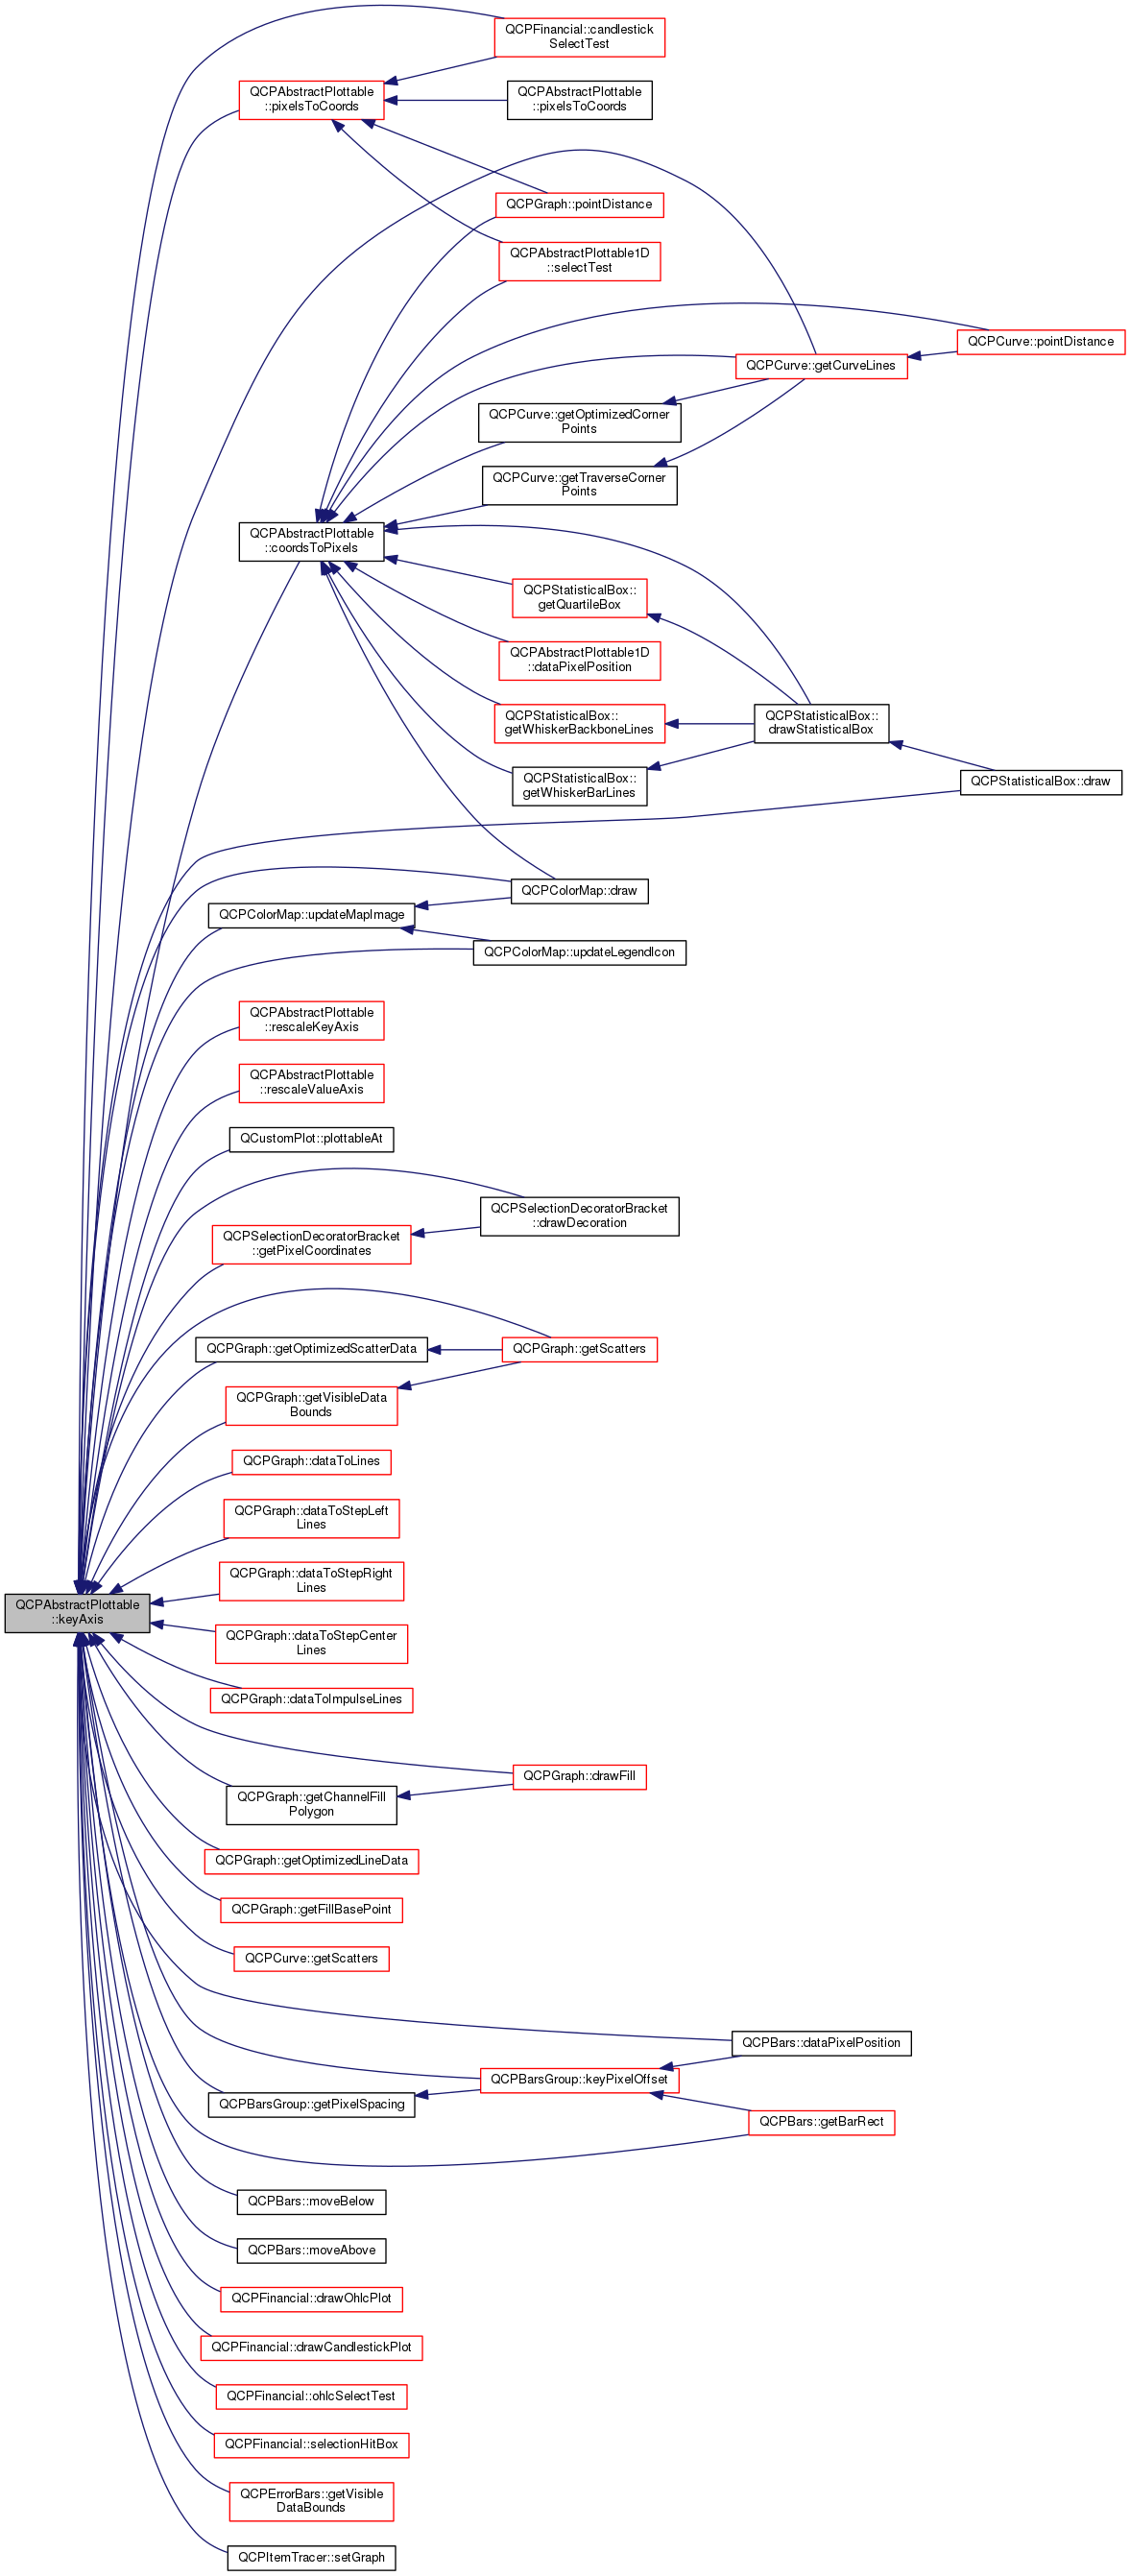 QCPFinancial::candlestick
SelectTest
QCPAbstractPlottable
::pixelsToCoords
QCPAbstractPlottable
::pixelsToCoords
QCPGraph::pointDistance
QCPAbstractPlottable1D
::selectTest
QCPCurve::pointDistance
QCPCurve::getCurveLines
QCPCurve::getOptimizedCorner
Points
QCPCurve::getTraverseCorner
Points
QCPAbstractPlottable
::coordsToPixels
QCPStatisticalBox::
getQuartileBox
QCPAbstractPlottable1D
::dataPixelPosition
QCPStatisticalBox::
getWhiskerBackboneLines
QCPStatisticalBox::
drawStatisticalBox
QCPStatisticalBox::
getWhiskerBarLines
QCPStatisticalBox::draw
QCPColorMap::draw
QCPColorMap::updateMapImage
QCPColorMap::updateLegendIcon
QCPAbstractPlottable
::rescaleKeyAxis
QCPAbstractPlottable
::rescaleValueAxis
QCustomPlot::plottableAt
QCPSelectionDecoratorBracket
::drawDecoration
QCPSelectionDecoratorBracket
::getPixelCoordinates
QCPGraph::getOptimizedScatterData
QCPGraph::getScatters
QCPGraph::getVisibleData
Bounds
QCPGraph::dataToLines
QCPGraph::dataToStepLeft
Lines
QCPGraph::dataToStepRight
Lines
QCPAbstractPlottable
::keyAxis
QCPGraph::dataToStepCenter
Lines
QCPGraph::dataToImpulseLines
QCPGraph::drawFill
QCPGraph::getChannelFill
Polygon
QCPGraph::getOptimizedLineData
QCPGraph::getFillBasePoint
QCPCurve::getScatters
QCPBars::dataPixelPosition
QCPBarsGroup::keyPixelOffset
QCPBarsGroup::getPixelSpacing
QCPBars::getBarRect
QCPBars::moveBelow
QCPBars::moveAbove
QCPFinancial::drawOhlcPlot
QCPFinancial::drawCandlestickPlot
QCPFinancial::ohlcSelectTest
QCPFinancial::selectionHitBox
QCPErrorBars::getVisible
DataBounds
QCPItemTracer::setGraph